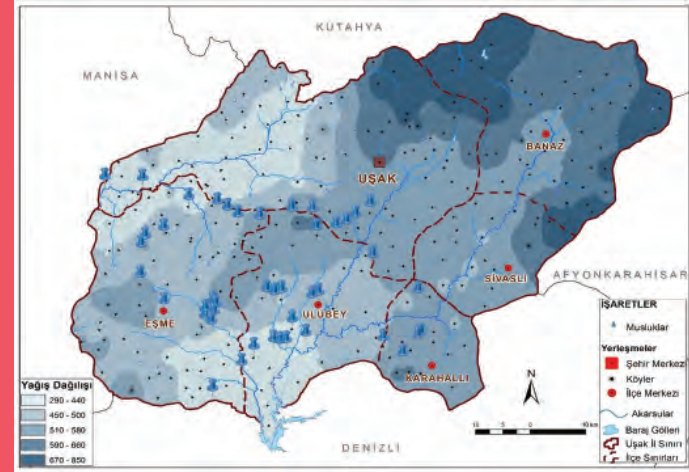 KÜTAHYA
MANİSA
BANAZ
UŞAK
AFYONKARAHİSAR
SİVASLI
EŞME
ULUBEY
KARAHALLI
DENİZLİ
Yağış Dağılışı
290 - 440
450 - 500
510 - 580
590 - 660
670 - 850
N
40 km
İŞARETLER
Musluklar
Yerleşmeler
Şehir Merkezi
Köyler
İlçe Merkezi
Akarsular
Baraj Gölleri
Uşak İl Sınırı
İlçe Sınırları